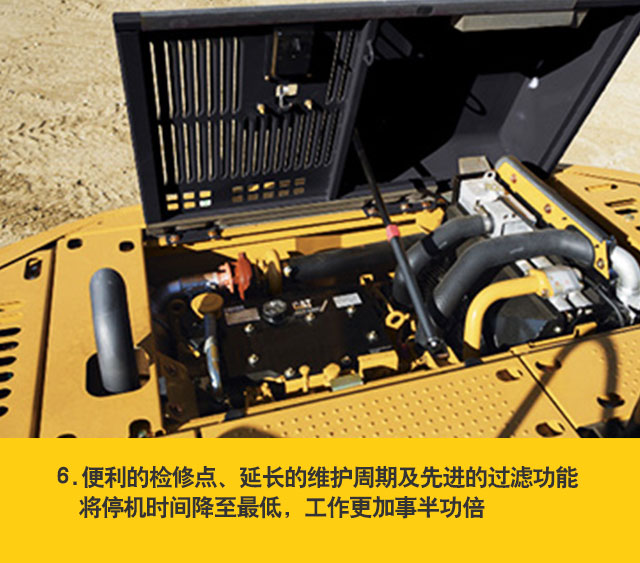 CAT
6.便利的检修点、延长的维护周期及先进的过滤功能
将停机时间降至最低，工作更加事半功倍